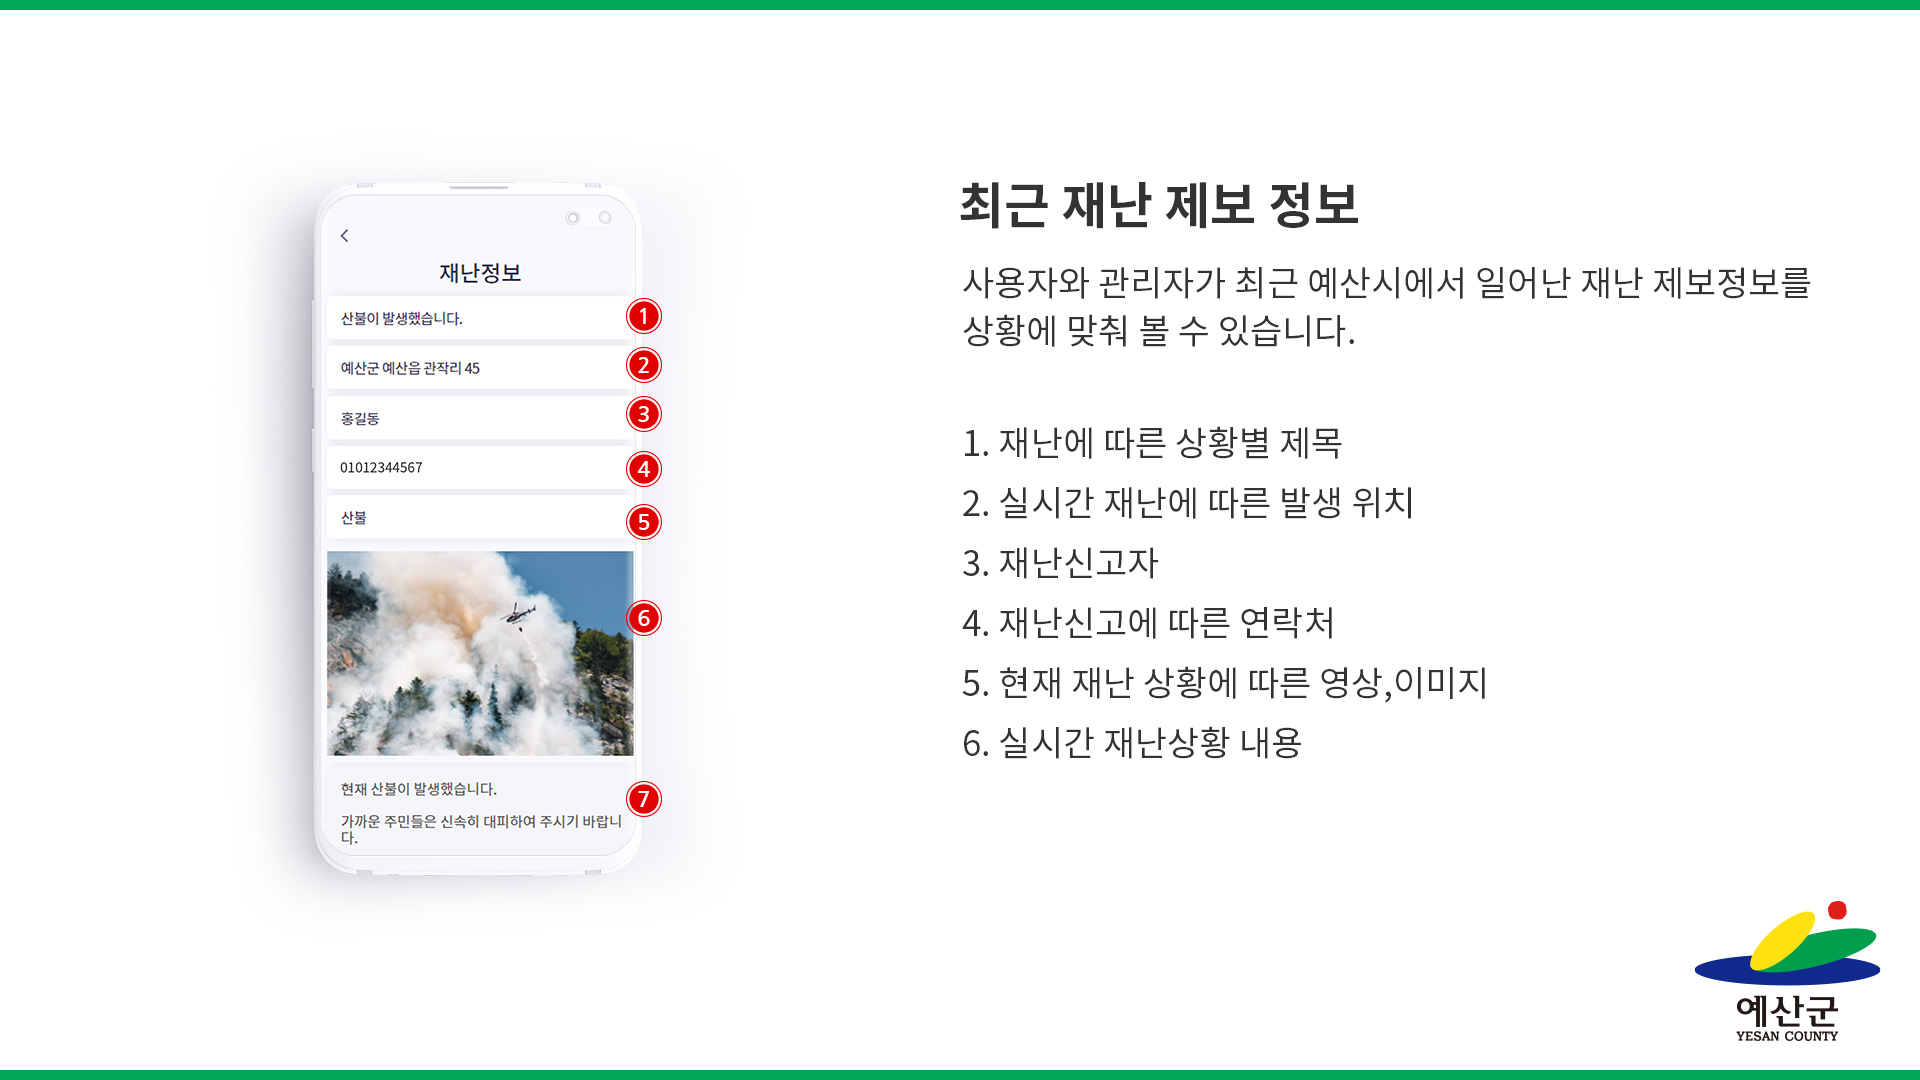 재난정보
산불이 발생했습니다.
1
예산군 예산읍 관작리 45
2
홍길동
3
01012344567
4
산불
5
6
현재 산불이 발생했습니다.
7
가까운 주민들은 신속히 대피하여 주시기 바랍니
다.
최근 재난 제보 정보
사용자와 관리자가 최근 예산시에서 일어난 재난 제보정보를
상황에 맞춰 볼 수 있습니다.
1. 재난에 따른 상황별 제목
2. 실시간 재난에 따른 발생 위치
3. 재난신고자
4. 재난신고에 따른 연락처
5. 현재 재난 상황에 따른 영상,이미지
6. 실시간 재난상황 내용
예산군
YESAN COUNTY